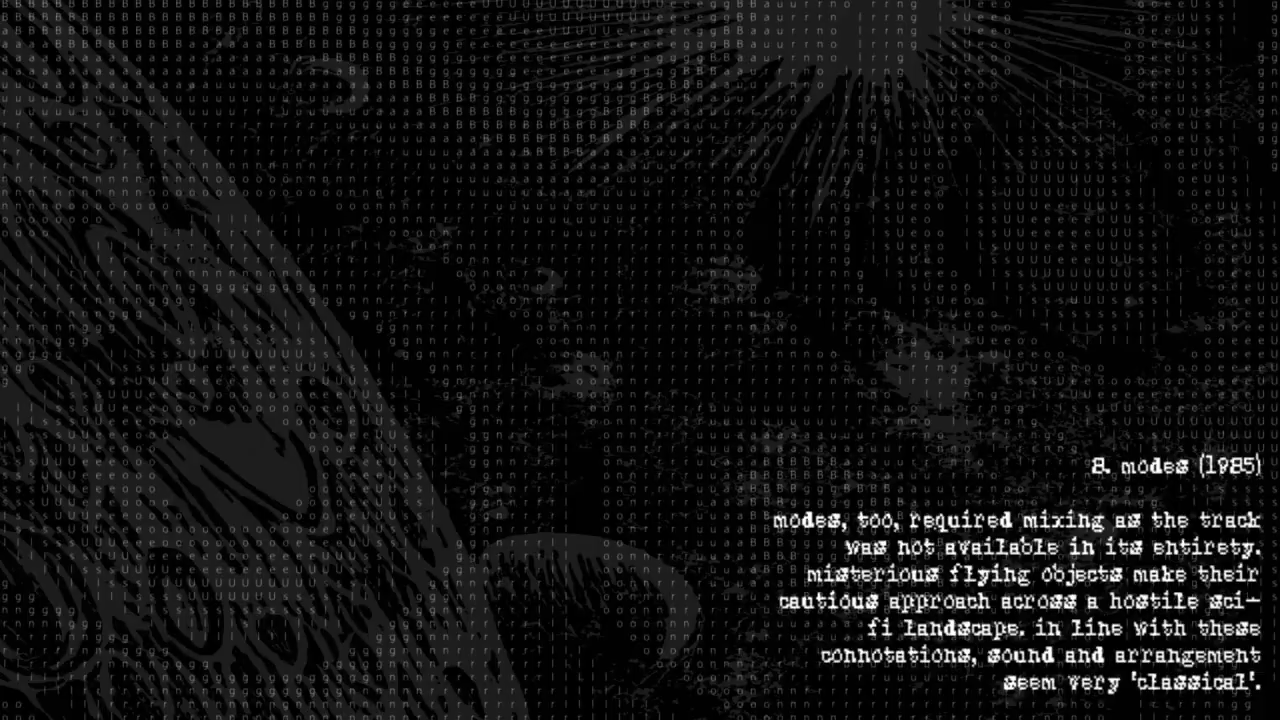 8. modes (1985)
modes, too, required mixing as the track
was not available in its entirety.
misterious flying objects make their
cautious approach across a hostile sci-
fi landscape. in line with these
connotations, sound and arrangement
seem very 'classical'.